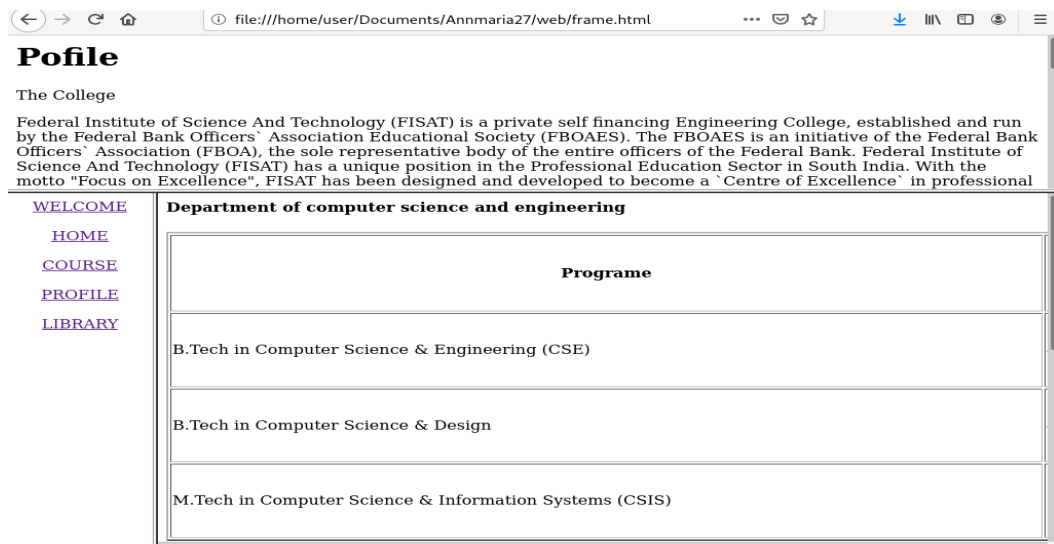 file:///home/user/Documents/Annmaria27/web/frame.html
Pofile
The College
Federal Institute of Science And Technology (FISAT) is a private self financing Engineering College, established and run
by the Federal Bank Officers` Association Educational Society (FBOAES). The FBOAES is an initiative of the Federal Bank
Officers` Association (FBOA), the sole representative body of the entire officers of the Federal Bank. Federal Institute of
Science And Technology (FISAT) has a unique position in the Professional Education Sector in South India. With the
motto "Focus on Excellence", FISAT has been designed and developed to become a `Centre of Excellence` in professional
WELCOME
HOME
COURSE
PROFILE
LIBRARY
Department of computer science and engineering
Programe
B.Tech in Computer Science & Engineering (CSE)
B.Tech in Computer Science & Design
M.Tech in Computer Science & Information Systems (CSIS)